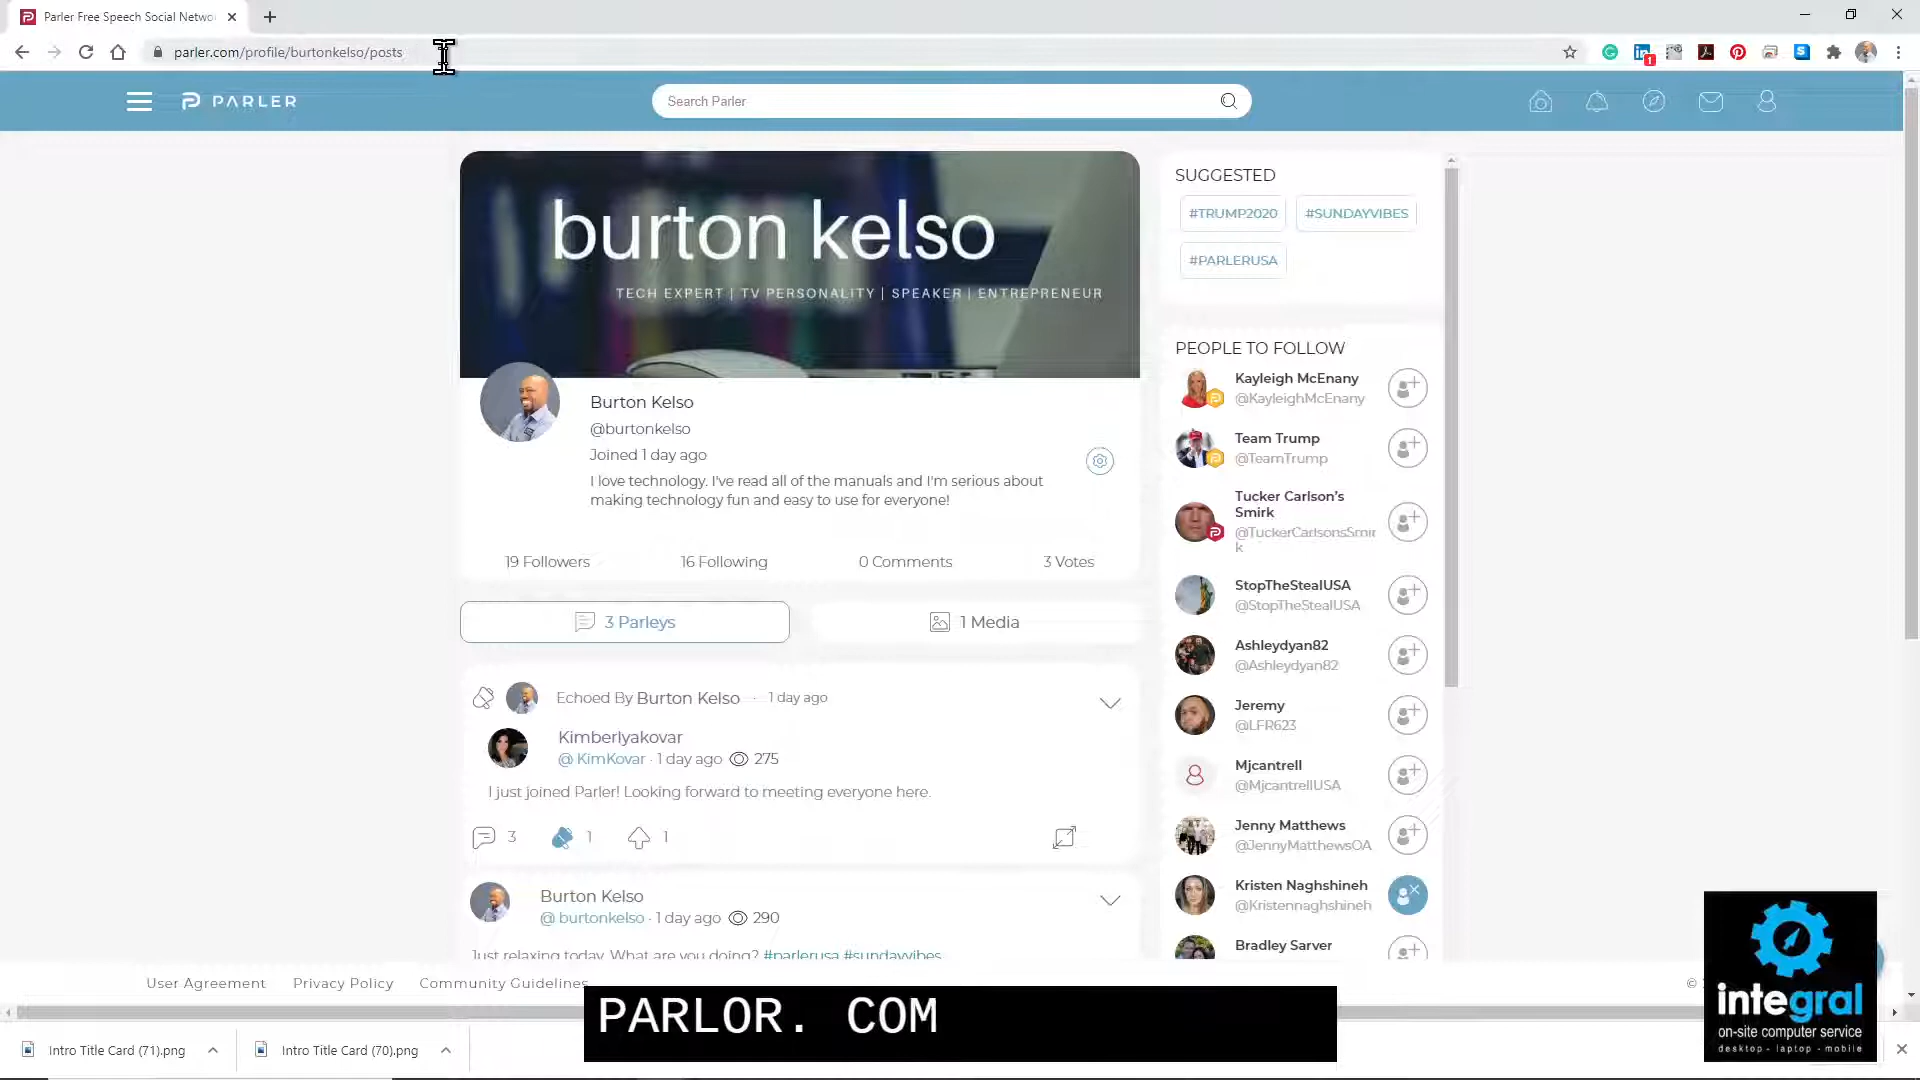 Parler Free Speech Social Netwo
parler.com/profile/burtonkelso/posts
1
PARLER
Search Parler
burton kelso
TECH EXPERT | TV PERSONALITY | SPEAKER | ENTREPRENEUR
Burton Kelso
@burtonkelso
Joined 1 day ago
I love technology. I've read all of the manuals and I'm serious about
making technology fun and easy to use for everyone!
19 Followers
16 Following
0 Comments
3 Votes
3 Parleys
1 Media
Echoed By Burton Kelso · 1 day ago
Kimberlyakovar
@ KimKovar · 1 day ago 275
I just joined Parler! Looking forward to meeting everyone here.
3
1
1
Burton Kelso
@ burtonkelso · 1 day ago 290
Just relaxing today. What are you doing? #parlerusa #sundayvibes
SUGGESTED
#TRUMP2020
#SUNDAYVIBES
#PARLERUSA
PEOPLE TO FOLLOW
Kayleigh McEnany
@KayleighMcEnany
Team Trump
@TeamTrump
Tucker Carlson's
Smirk
@TuckerCarlsonsSmir
k
StopTheStealUSA
@StopTheStealUSA
Ashleydyan82
@Ashleydyan82
Jeremy
@LFR623
Mjcantrell
@MjcantrellUSA
Jenny Matthews
@JennyMatthewsOA
Kristen Naghshineh
@Kristennaghshineh
Bradley Sarver
User Agreement
Privacy Policy
Community Guidelines
©
PARLOR. COM
integral
on-site computer service
desktop - laptop - mobile
Intro Title Card (71).png
Intro Title Card (70).png